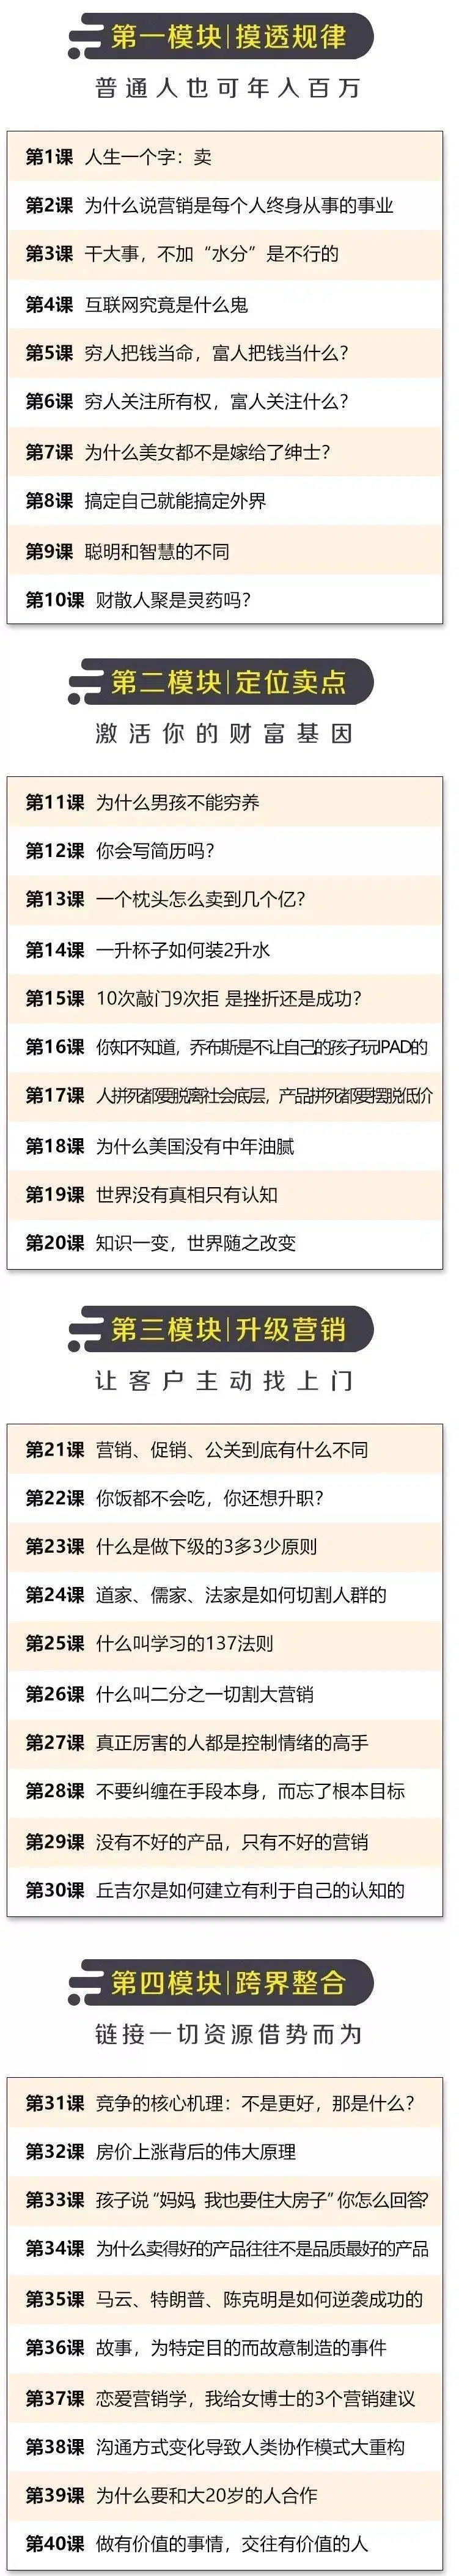 第一模块|摸透规律
普通人也可年入百万
第1课 人生一个字：卖
第2课 为什么说营销是每个人终身从事的事业
第3课 干大事，不加“水分”是不行的
第4课 互联网究竟是什么鬼
第5课 穷人把钱当命，富人把钱当什么？
第6课 穷人关注所有权，富人关注什么？
第7课 为什么美女都不是嫁给了绅士？
第8课 搞定自己就能搞定外界
第9课 聪明和智慧的不同
第10课 财散人聚是灵药吗？
第二模块|定位卖点
激活你的财富基因
第11课 为什么男孩不能穷养
第12课 你会写简历吗？
第13课 一个枕头怎么卖到几个亿？
第14课 一升杯子如何装2升水
第15课 10次敲门9次拒 是挫折还是成功？
第16课 你知不知道，乔布斯是不让自己的孩子玩IPAD的
第17课 人拼死都要脱离社会底层，产品拼死都要摆脱低价
第18课 为什么美国没有中年油腻
第19课 世界没有真相只有认知
第20课 知识一变，世界随之改变
第三模块|升级营销
让客户主动找上门
第21课 营销、促销、公关到底有什么不同
第22课 你饭都不会吃，你还想升职？
第23课 什么是做下级的3多3少原则
第24课 道家、儒家、法家是如何切割人群的
第25课 什么叫学习的137法则
第26课 什么叫二分之一切割大营销
第27课 真正厉害的人都是控制情绪的高手
第28课 不要纠缠在手段本身，而忘了根本目标
第29课 没有不好的产品，只有不好的营销
第30课 丘吉尔是如何建立有利于自己的认知的
第四模块|跨界整合
链接一切资源借势而为
第31课 竞争的核心机理：不是更好，那是什么？
第32课 房价上涨背后的伟大原理
第33课 孩子说“妈妈，我也要住大房子”你怎么回答?
第34课 为什么卖得好的产品往往不是品质最好的产品
第35课 马云、特朗普、陈克明是如何逆袭成功的
第36课 故事，为特定目的而故意制造的事件
第37课 恋爱营销学，我给女博士的3个营销建议
第38课 沟通方式变化导致人类协作模式大重构
第39课 为什么要和大20岁的人合作
第40课 做有价值的事情，交往有价值的人